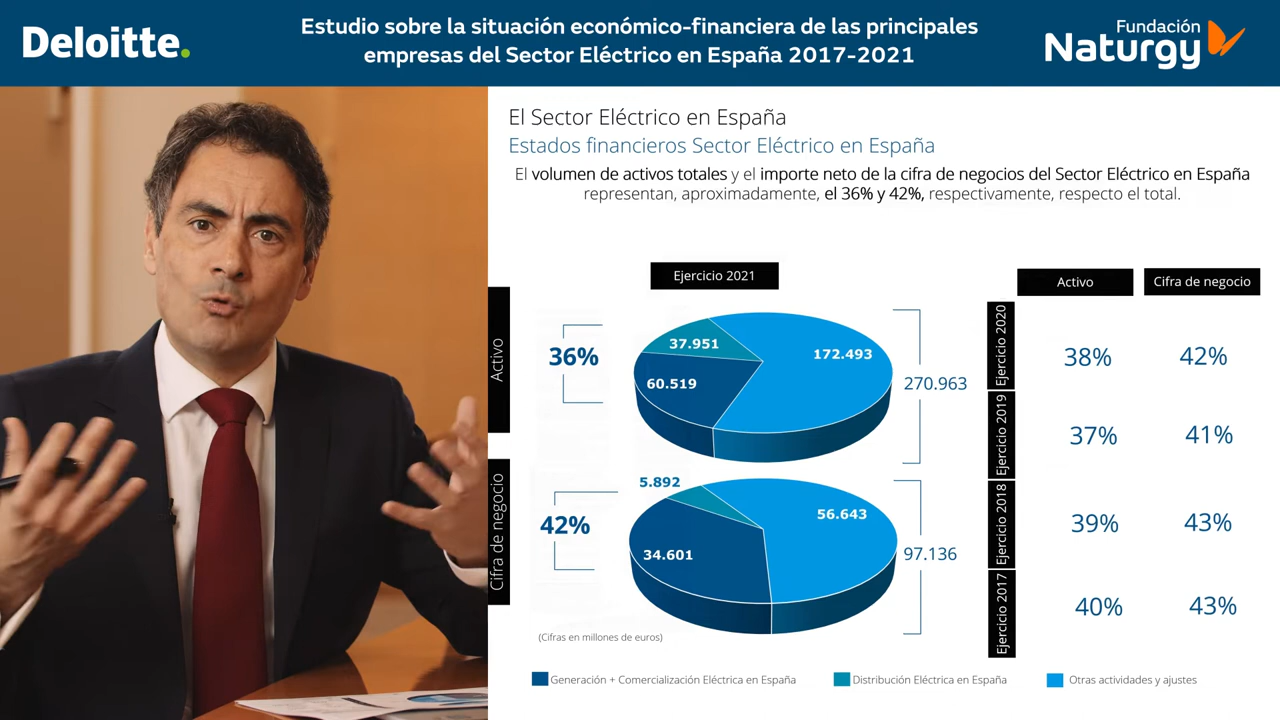 Deloitte.
Estudio sobre la situación económico-financiera de las principales
empresas del Sector Eléctrico en España 2017-2021
Fundación
Naturgy
El Sector Eléctrico en España
Estados financieros Sector Eléctrico en España
El volumen de activos totales y el importe neto de la cifra de negocios del Sector Eléctrico en España
representan, aproximadamente, el 36% y 42%, respectivamente, respecto el total.
Ejercicio 2021
Activo
Cifra de negocio
Activo
36%
37.951
172.493
60.519
270.963
Ejercicio 2020
38%
42%
Ejercicio 2019
37%
41%
Cifra de negocio
42%
5.892
56.643
34.601
97.136
Ejercicio 2018
39%
43%
Ejercicio 2017
40%
43%
(Cifras en millones de euros)
Generación + Comercialización Eléctrica en España
Distribución Eléctrica en España
Otras actividades y ajustes